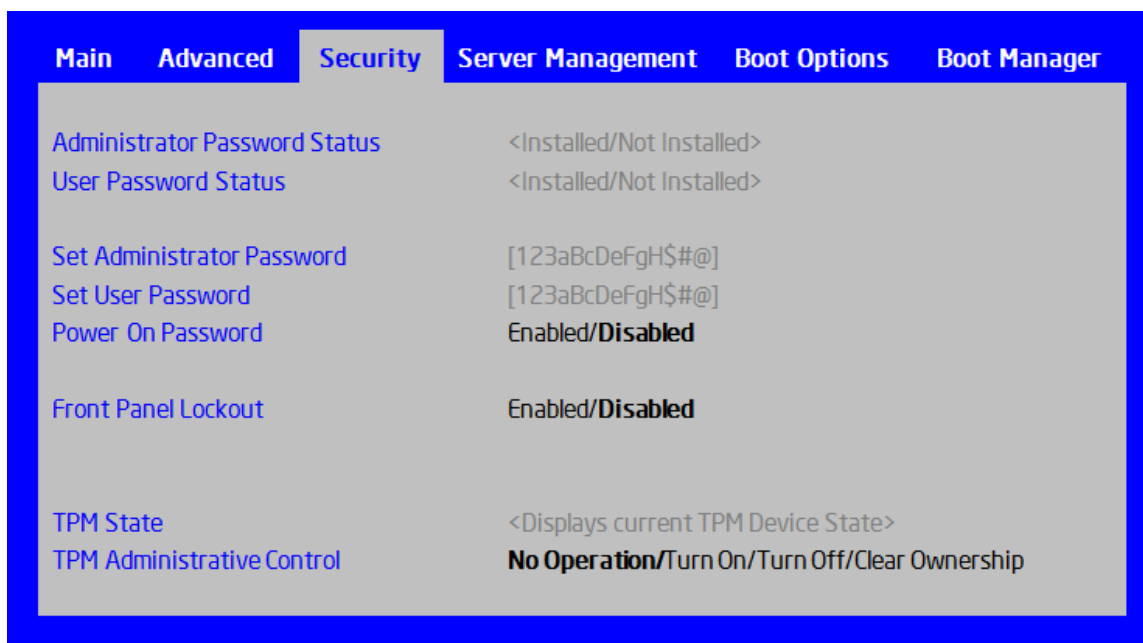 Main Advanced Security Server Management Boot Options Boot Manager
Administrator Password Status <Installed/Not Installed>
User Password Status <Installed/Not Installed>
Set Administrator Password [123aBcDeFgH$#@]
Set User Password [123aBcDeFgH$#@]
Power On Password Enabled/Disabled
Front Panel Lockout Enabled/Disabled
TPM State <Displays current TPM Device State>
TPM Administrative Control No Operation/Turn On/Turn Off/Clear Ownership